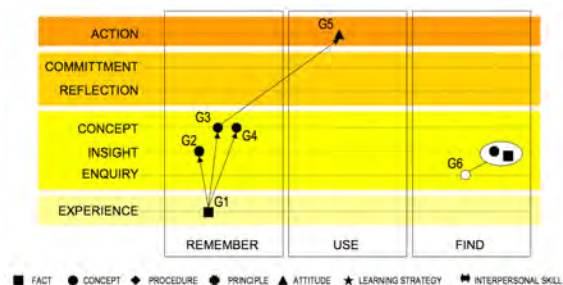 ACTION
G5
COMMITTMENT
REFLECTION
CONCEPT
G3
G4
G2
INSIGHT
ENQUIRY
G6
EXPERIENCE
G1
REMEMBER USE FIND
FACT CONCEPT PROCEDURE PRINCIPLE ATTITUDE LEARNING STRATEGY INTERPERSONAL SKILL